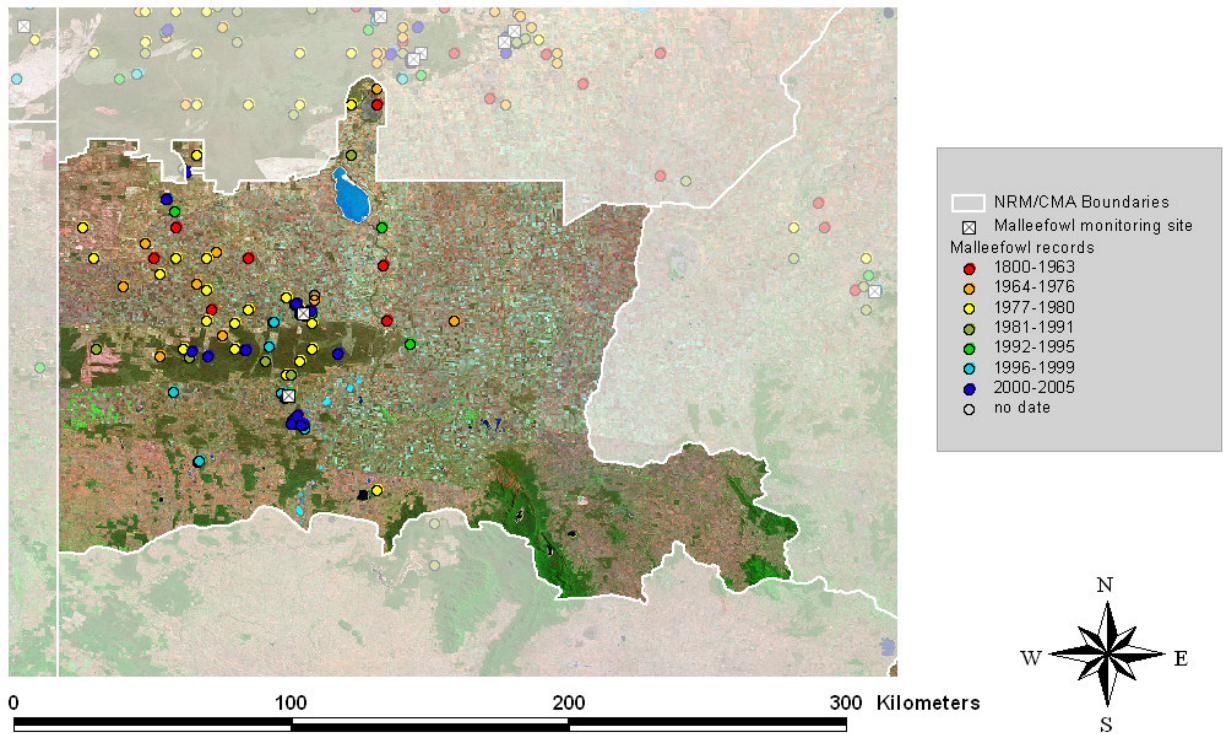 NRM/CMA Boundaries
Malleefowl monitoring site
Malleefowl records
1800-1963
1964-1976
1977-1980
1981-1991
1992-1995
1996-1999
2000-2005
no date
N
W E
S
0 100 200 300 Kilometers